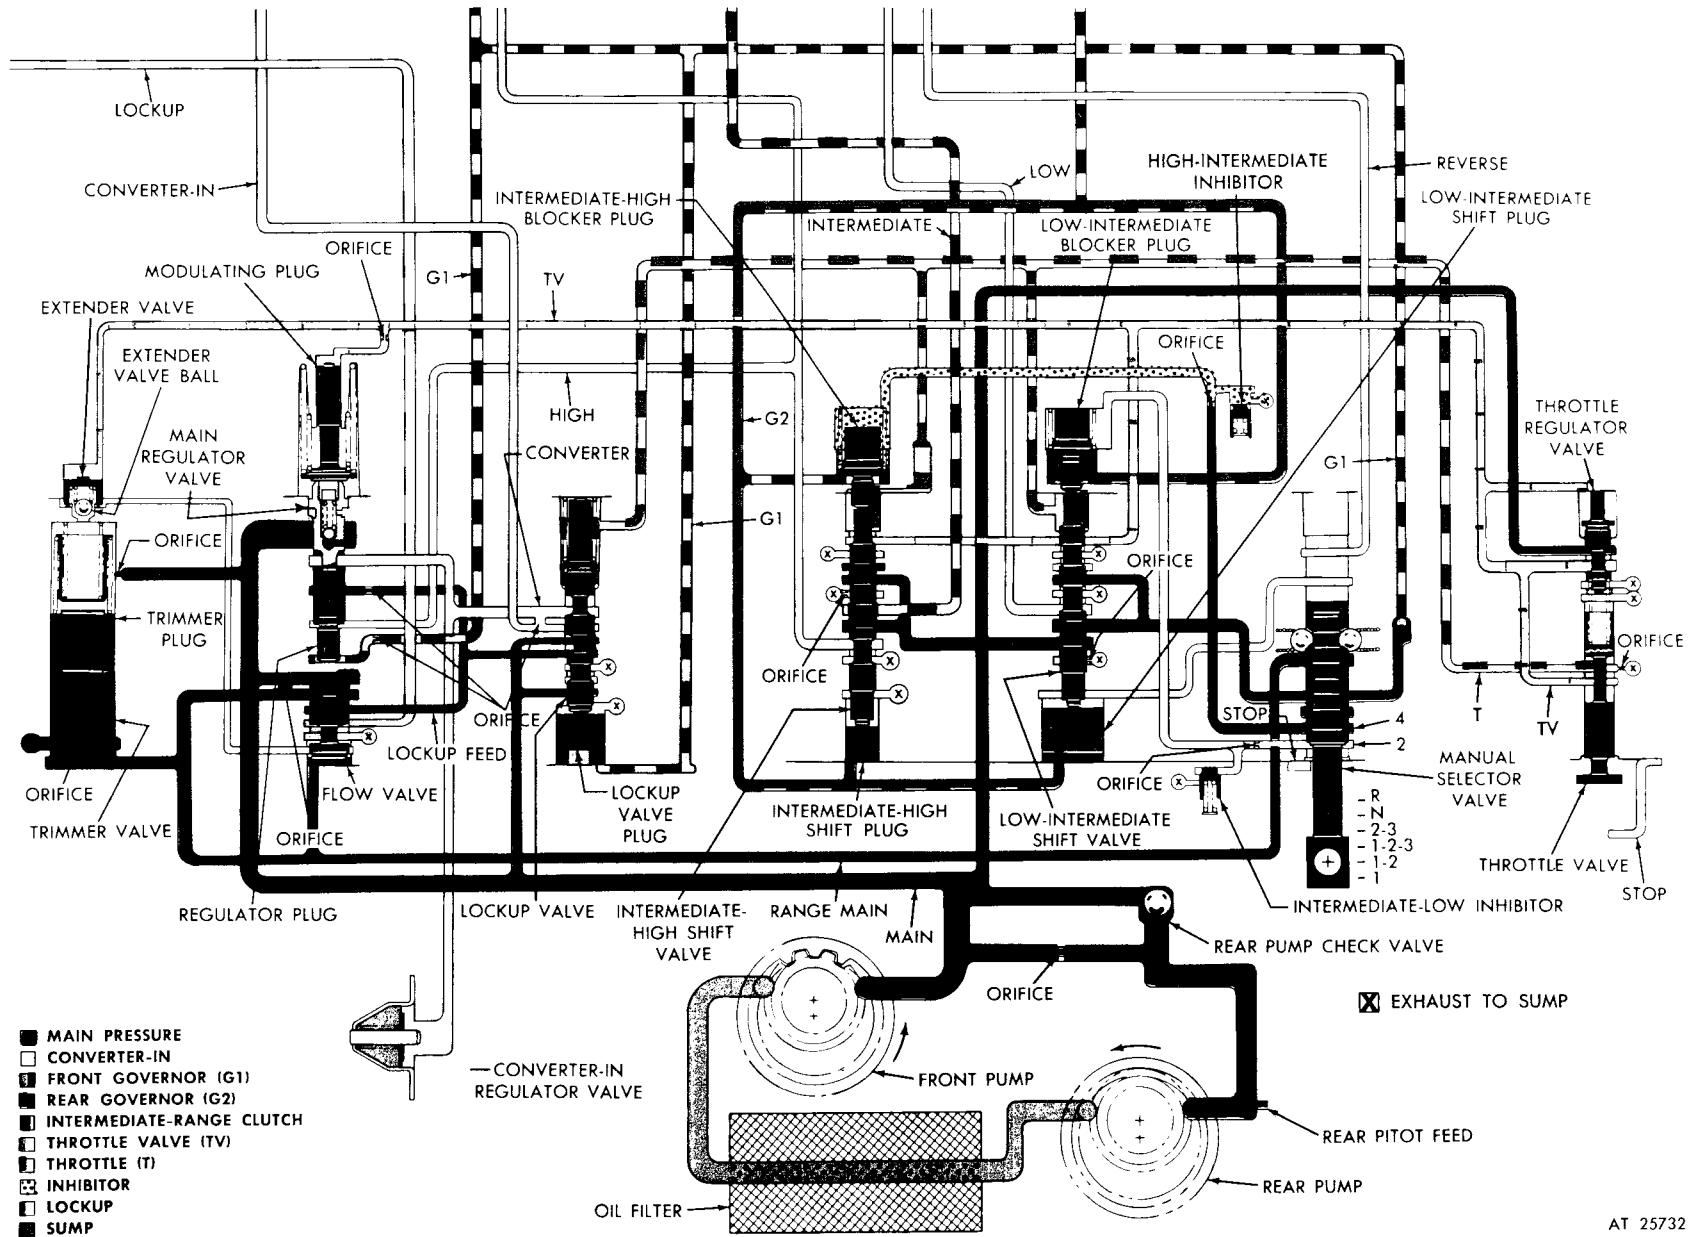 LOCKUP
CONVERTER-IN
ORIFICE
MODULATING PLUG
EXTENDER VALVE
EXTENDER
VALVE BALL
MAIN
REGULATOR
VALVE
ORIFICE
TRIMMER
PLUG
ORIFICE
TRIMMER VALVE
G1
TV
HIGH
CONVERTER
G1
INTERMEDIATE-HIGH
BLOCKER PLUG
INTERMEDIATE
LOW
LOW-INTERMEDIATE
BLOCKER PLUG
HIGH-INTERMEDIATE
INHIBITOR
REVERSE
LOW-INTERMEDIATE
SHIFT PLUG
G2
ORIFICE
G1
THROTTLE
REGULATOR
VALVE
X
X
X
X
X
X
X
X
X
X
X
X
X
X
ORIFICE
ORIFICE
ORIFICE
ORIFICE
LOCKUP FEED
FLOW VALVE
ORIFICE
REGULATOR PLUG
LOCKUP
VALVE
PLUG
LOCKUP VALVE
INTERMEDIATE-
HIGH SHIFT
VALVE
INTERMEDIATE-HIGH
SHIFT PLUG
RANGE MAIN
MAIN
LOW-INTERMEDIATE
SHIFT VALVE
ORIFICE
STOP
4
2
MANUAL
SELECTOR
VALVE
R
N
2-3
1-2-3
1-2
1
T
TV
THROTTLE VALVE
STOP
INTERMEDIATE-LOW INHIBITOR
REAR PUMP CHECK VALVE
ORIFICE
X EXHAUST TO SUMP
FRONT PUMP
CONVERTER-IN
REGULATOR VALVE
REAR PITOT FEED
REAR PUMP
OIL FILTER
MAIN PRESSURE
CONVERTER-IN
FRONT GOVERNOR (G1)
REAR GOVERNOR (G2)
INTERMEDIATE-RANGE CLUTCH
THROTTLE VALVE (TV)
THROTTLE (T)
INHIBITOR
LOCKUP
SUMP
AT 25732